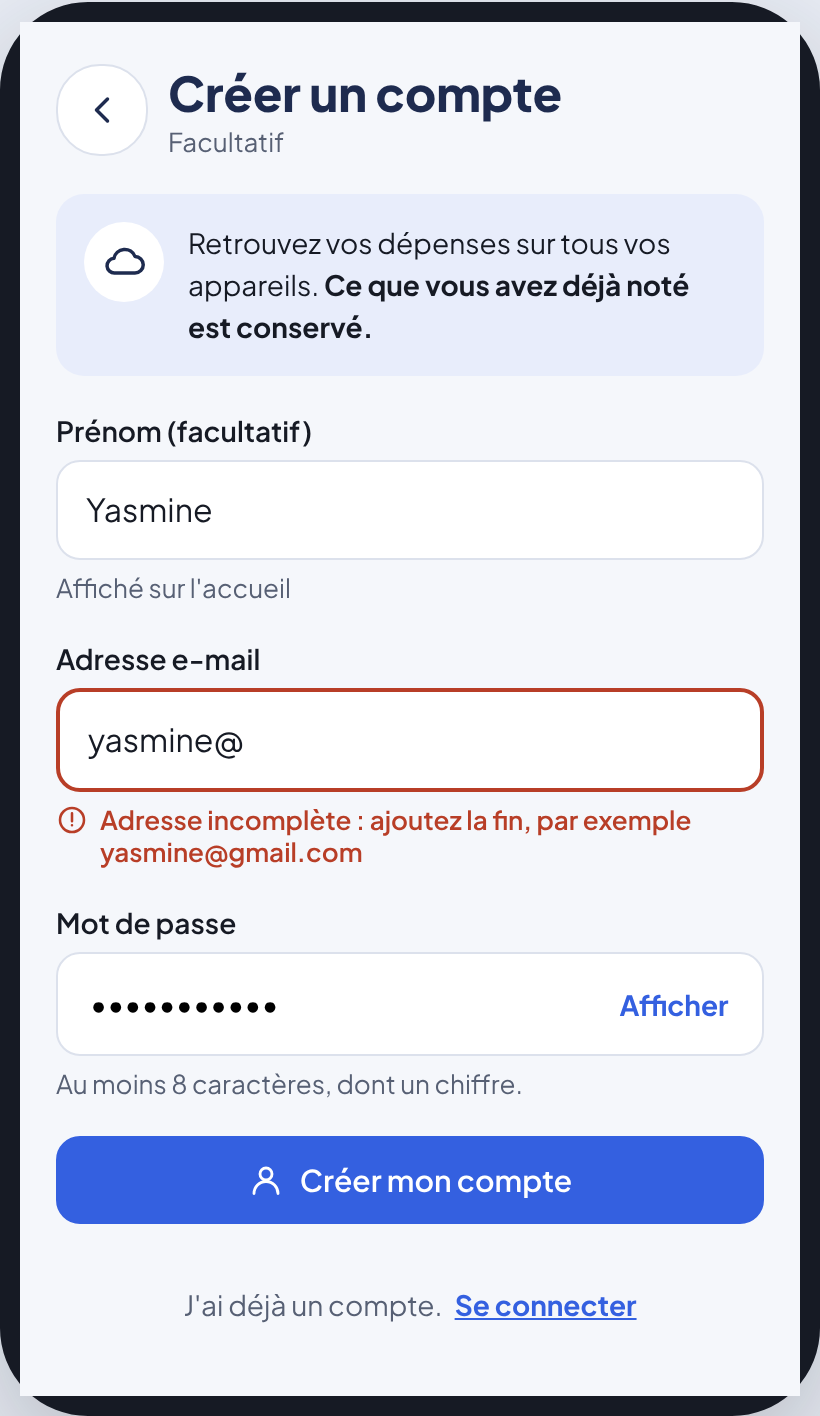 Créer un compte
Facultatif
Retrouvez vos dépenses sur tous vos
appareils. Ce que vous avez déjà noté
est conservé.
Prénom (facultatif)
Yasmine
Affiché sur l'accueil
Adresse e-mail
yasmine@
Adresse incomplète : ajoutez la fin, par exemple
yasmine@gmail.com
Mot de passe
•••••••••••
Afficher
Au moins 8 caractères, dont un chiffre.
Créer mon compte
J'ai déjà un compte. Se connecter